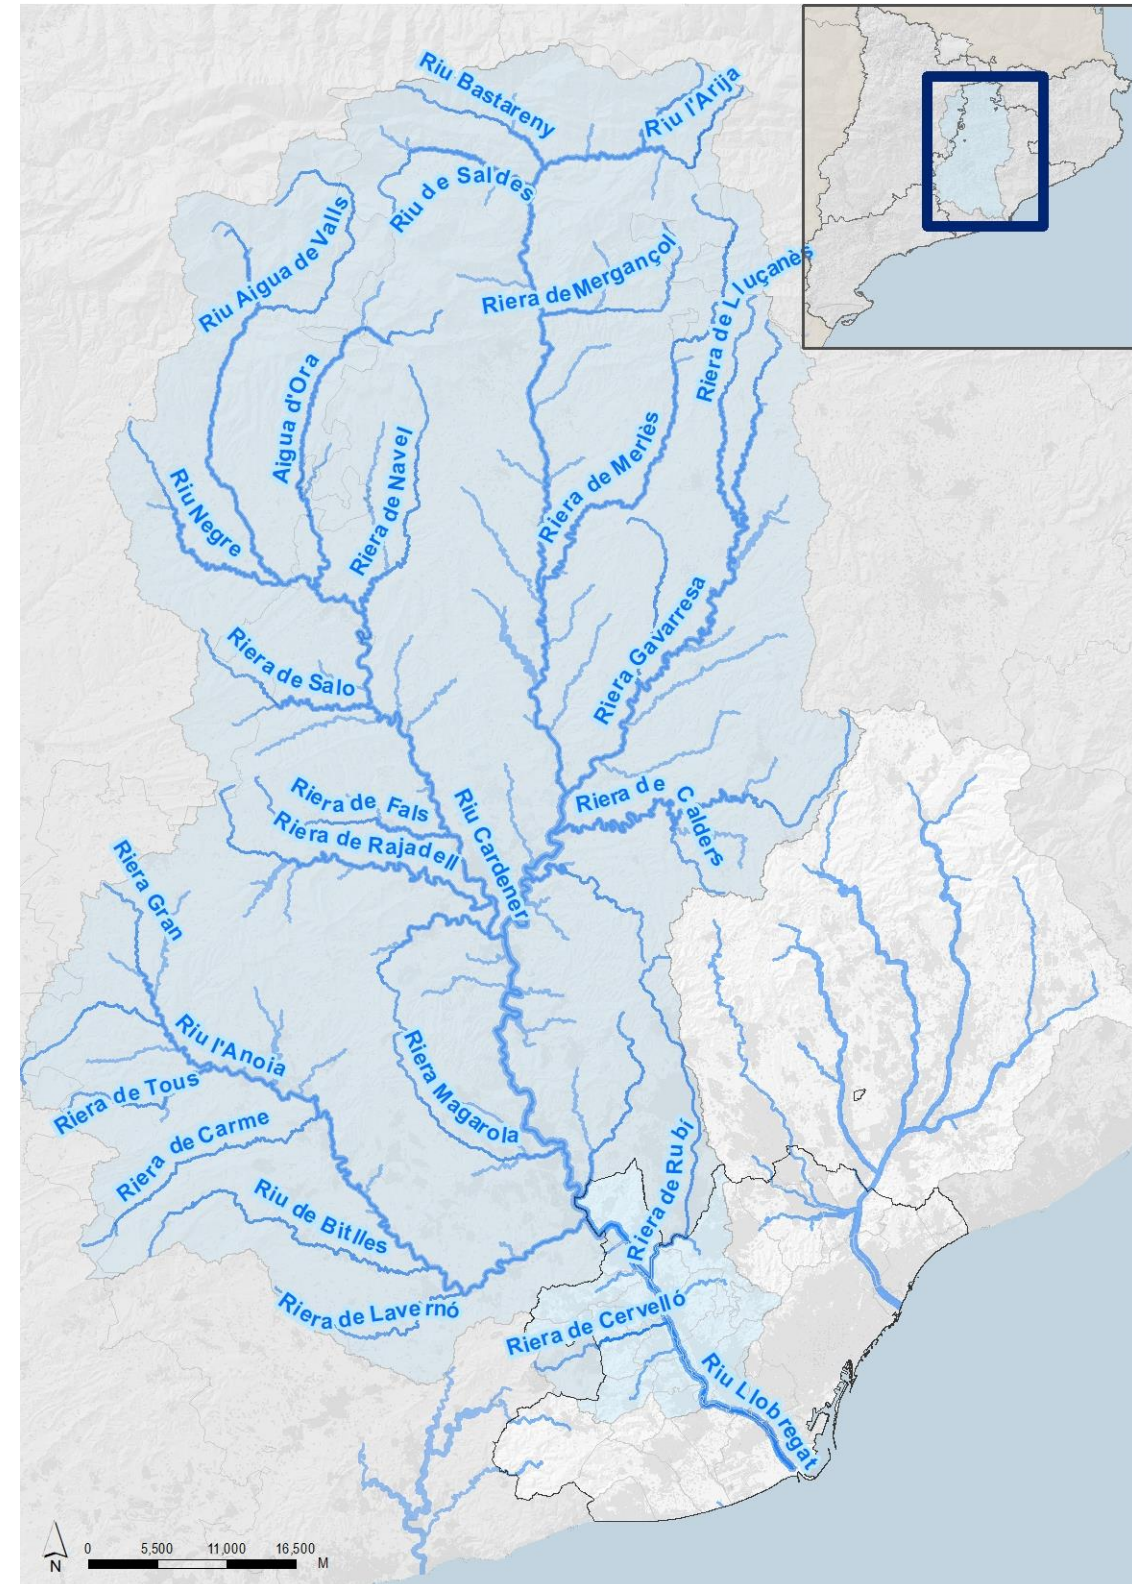 Riu Bastareny
Riu l'Arija
Riu de Saldes
Riu Aigua de Valls
Riera de Mergançol
Riera de Lluçanès
Aigua d'Ora
Riera de Navel
Riera de Merlès
Riu Negre
Riera Gavarresa
Riera de Salo
Riera de Fals
Riera de Rajadell
Riu Cardener
Riera de Calders
Riera Gran
Riu l'Anoia
Riera de Tous
Riera de Carme
Riera Magarola
Riu de Bitlles
Riera de Rubí
Riera de Lavernó
Riera de Cervelló
Riu Llobregat
N
0 5,500 11,000 16,500
M